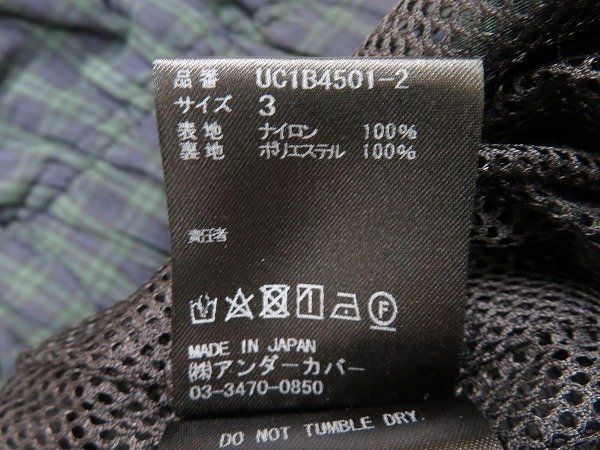 品番 UC1B4501-2
サイズ 3
表地 ナイロン 100%
裏地 ポリエステル 100%
責任者
F
MADE IN JAPAN
㈱アンダーカバー
03-3470-0850
DO NOT TUMBLE DRY.